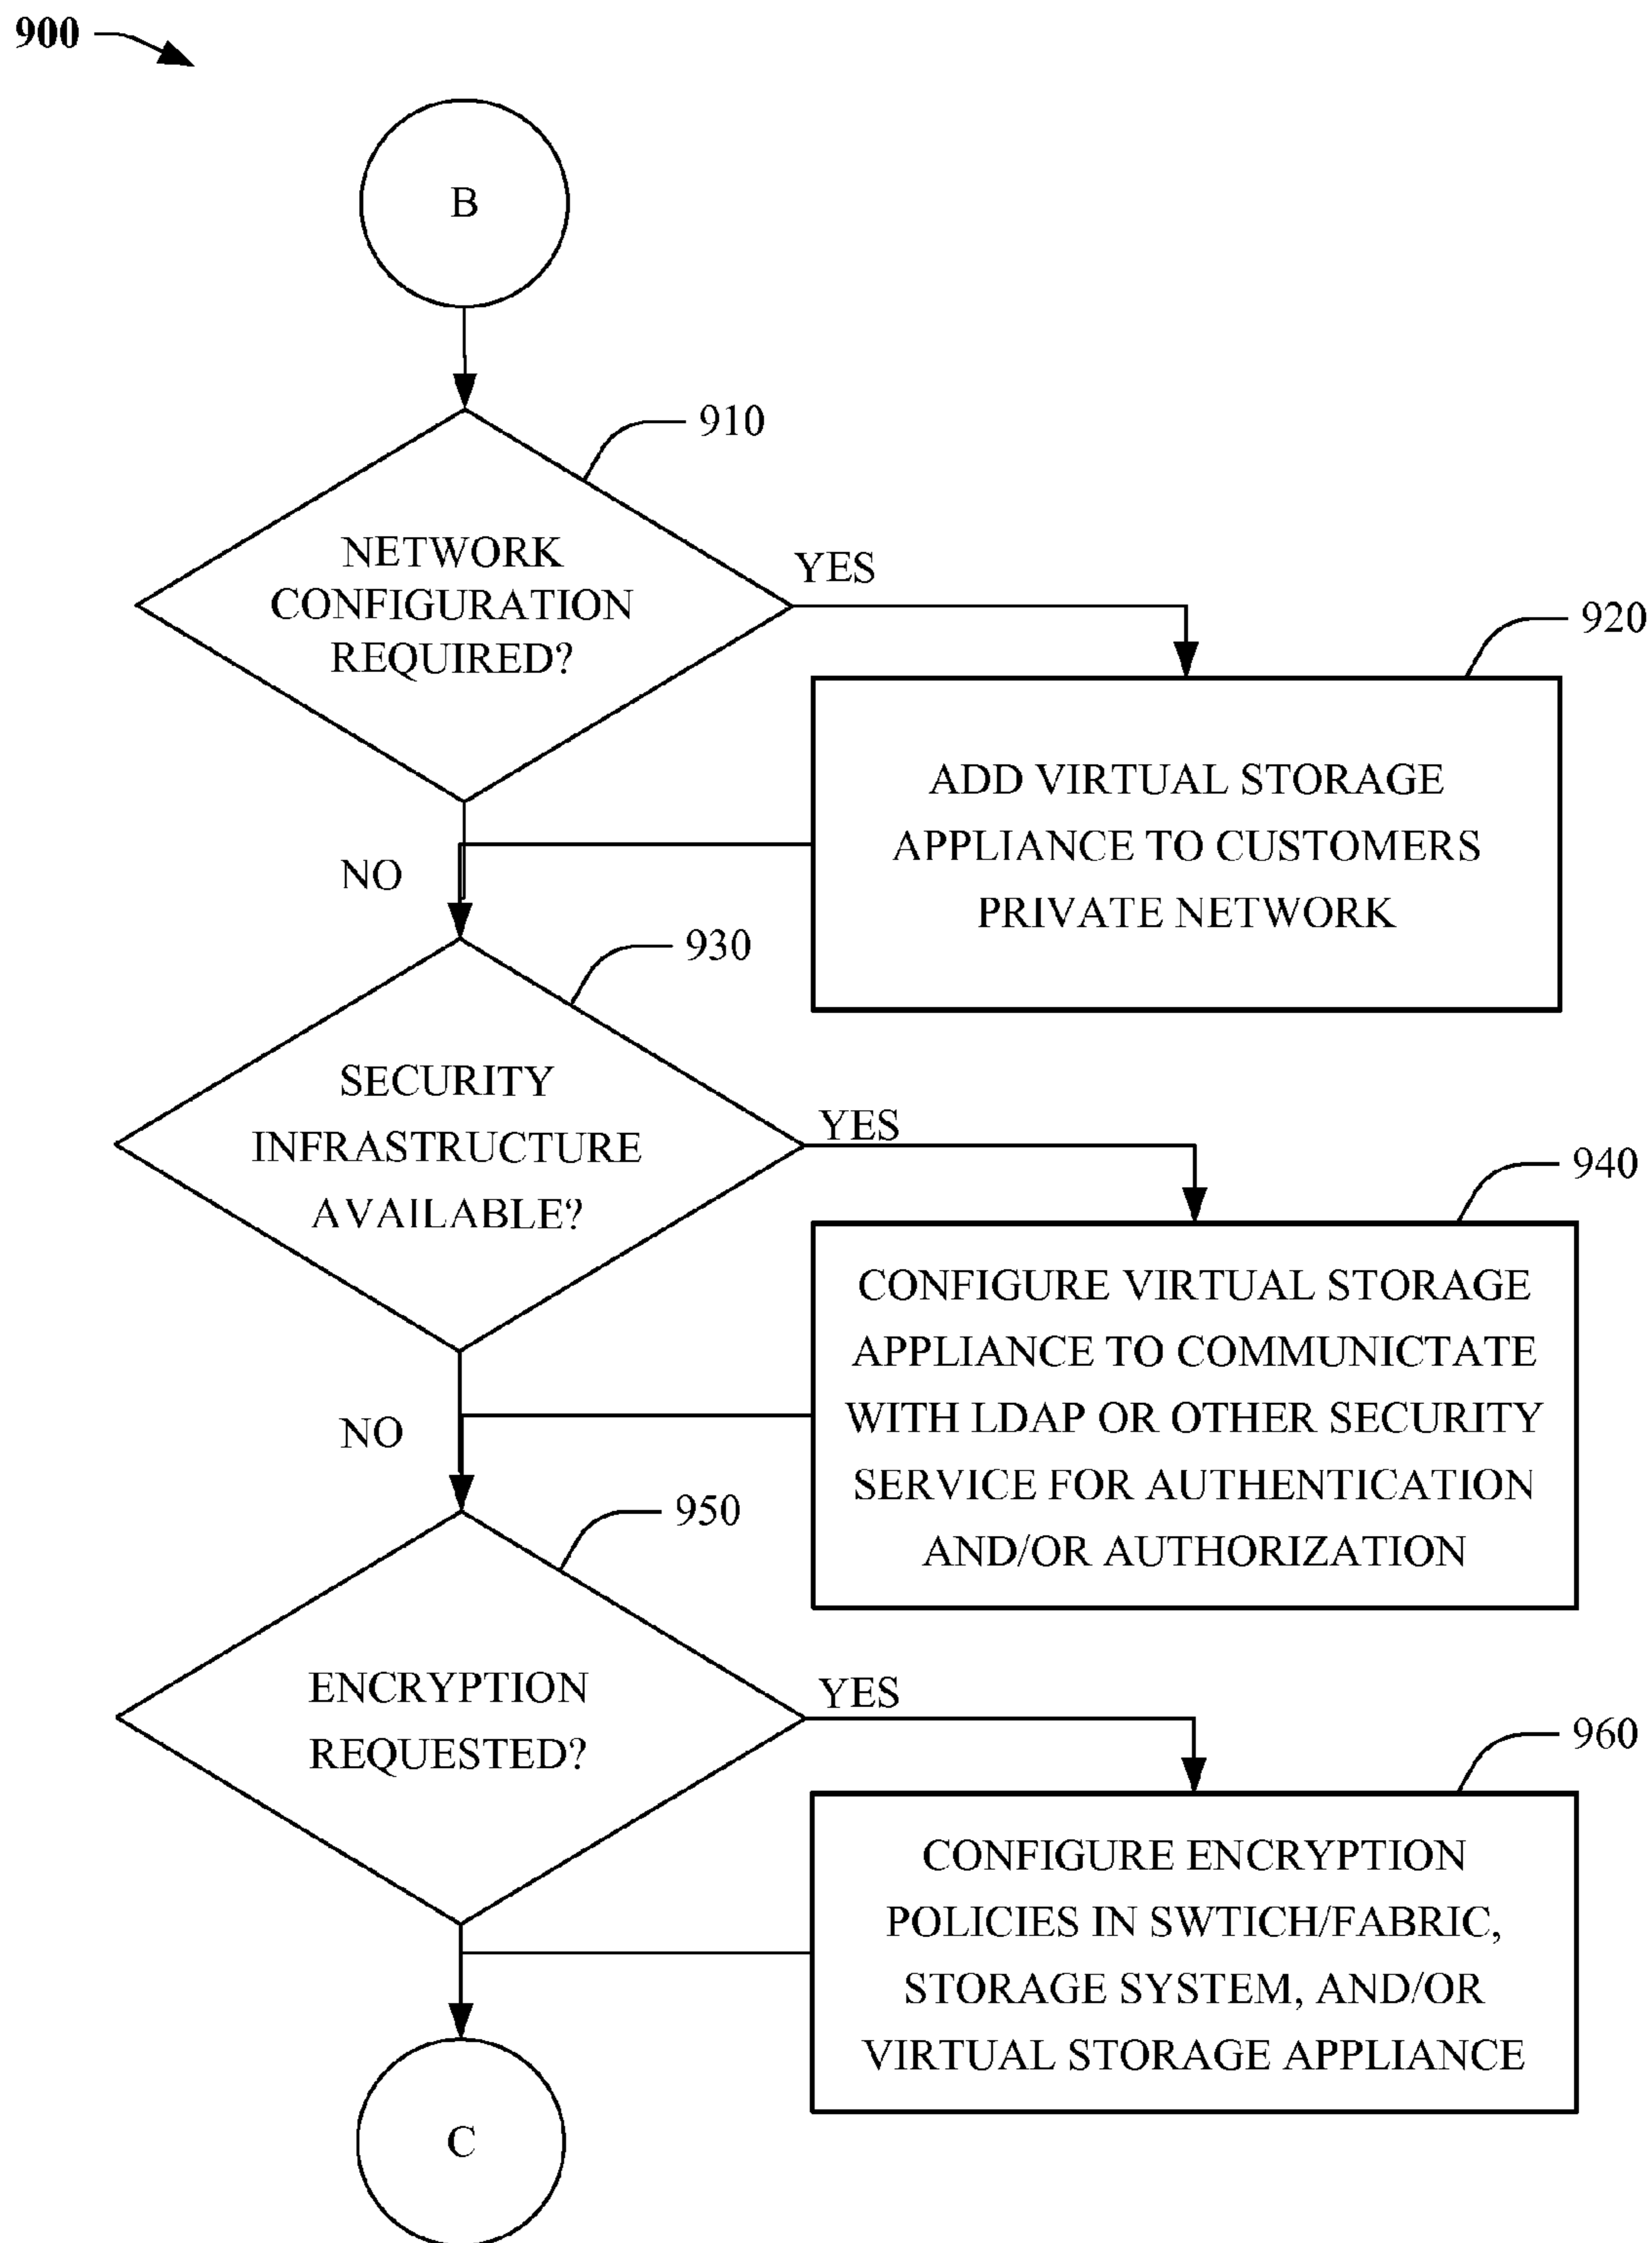 900
B
910
NETWORK
CONFIGURATION
REQUIRED?
YES
920
ADD VIRTUAL STORAGE
APPLIANCE TO CUSTOMERS
PRIVATE NETWORK
NO
930
SECURITY
INFRASTRUCTURE
AVAILABLE?
YES
940
CONFIGURE VIRTUAL STORAGE
APPLIANCE TO COMMUNICTATE
WITH LDAP OR OTHER SECURITY
SERVICE FOR AUTHENTICATION
AND/OR AUTHORIZATION
NO
950
ENCRYPTION
REQUESTED?
YES
960
CONFIGURE ENCRYPTION
POLICIES IN SWTICH/FABRIC,
STORAGE SYSTEM, AND/OR
VIRTUAL STORAGE APPLIANCE
C